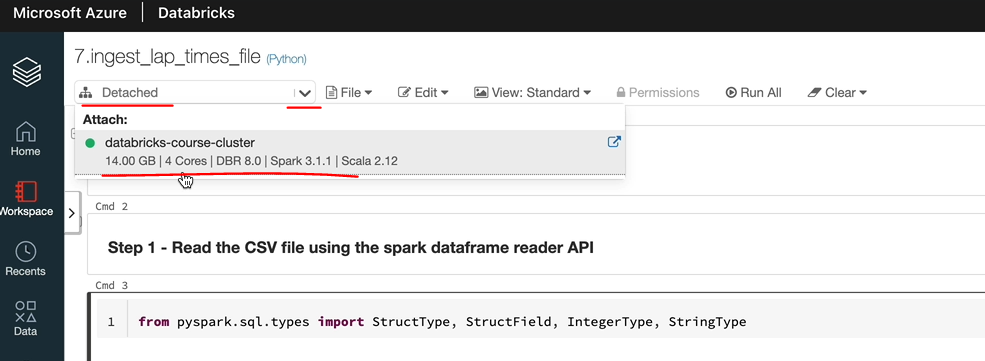 Microsoft Azure | Databricks
7.ingest_lap_times_file (Python)
Detached
File
Edit
View: Standard
Permissions
Run All
Clear
Attach:
databricks-course-cluster
14.00 GB | 4 Cores | DBR 8.0 | Spark 3.1.1 | Scala 2.12
Home
Workspace
Recents
Data
Cmd 2
Step 1 - Read the CSV file using the spark dataframe reader API
Cmd 3
1 from pyspark.sql.types import StructType, StructField, IntegerType, StringType